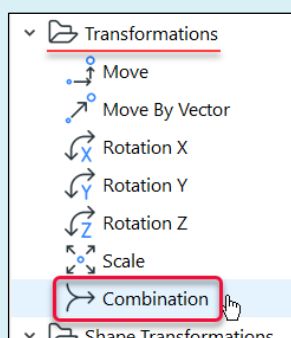 Transformations
Move
Move By Vector
X Rotation X
Y Rotation Y
Z Rotation Z
Scale
Combination
Shape Transformations